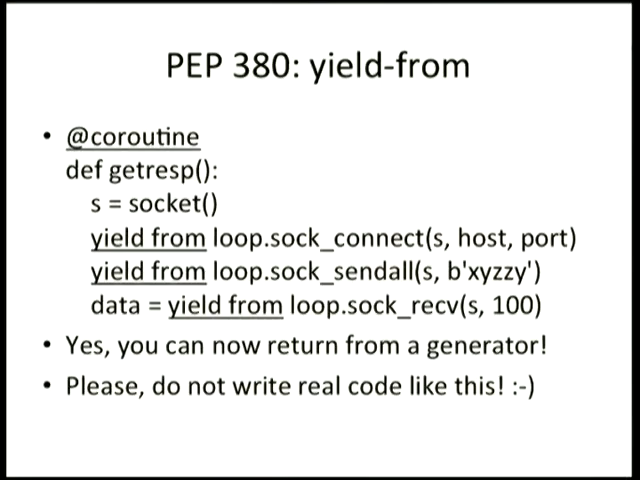 PEP 380: yield-from
• @coroutine
def getresp():
s = socket()
yield from loop.sock_connect(s, host, port)
yield from loop.sock_sendall(s, b'xyzzy')
data = yield from loop.sock_recv(s, 100)
• Yes, you can now return from a generator!
• Please, do not write real code like this! :-)